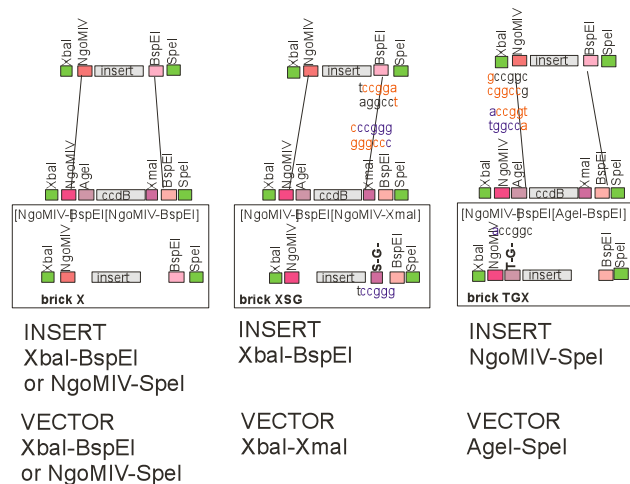 XbaI
NgoMIV
BspEI
SpeI
insert
XbaI
NgoMIV
AgeI
ccdB
XmaI
BspEI
SpeI
[NgoMIV-BspEI[NgoMIV-BspEI]
XbaI
NgoMIV
BspEI
SpeI
insert
brick X
INSERT
XbaI-BspEI
or NgoMIV-SpeI
VECTOR
XbaI-BspEI
or NgoMIV-SpeI
XbaI
NgoMIV
BspEI
SpeI
insert
tccgga
aggcct
cccggg
gggccc
XbaI
NgoMIV
AgeI
ccdB
XmaI
BspEI
SpeI
[NgoMIV-BspEI[NgoMIV-XmaI]
XbaI
NgoMIV
S-G-
BspEI
SpeI
insert
tccggg
brick XSG
INSERT
XbaI-BspEI
VECTOR
XbaI-XmaI
XbaI
NgoMIV
BspEI
SpeI
insert
gccggc
cggccg
accggt
tggcca
XbaI
NgoMIV
AgeI
ccdB
XmaI
BspEI
SpeI
[NgoMIV-BspEI[AgeI-BspEI]
accggc
XbaI
NgoMIV
T-G-
BspEI
SpeI
insert
brick TGX
INSERT
NgoMIV-SpeI
VECTOR
AgeI-SpeI